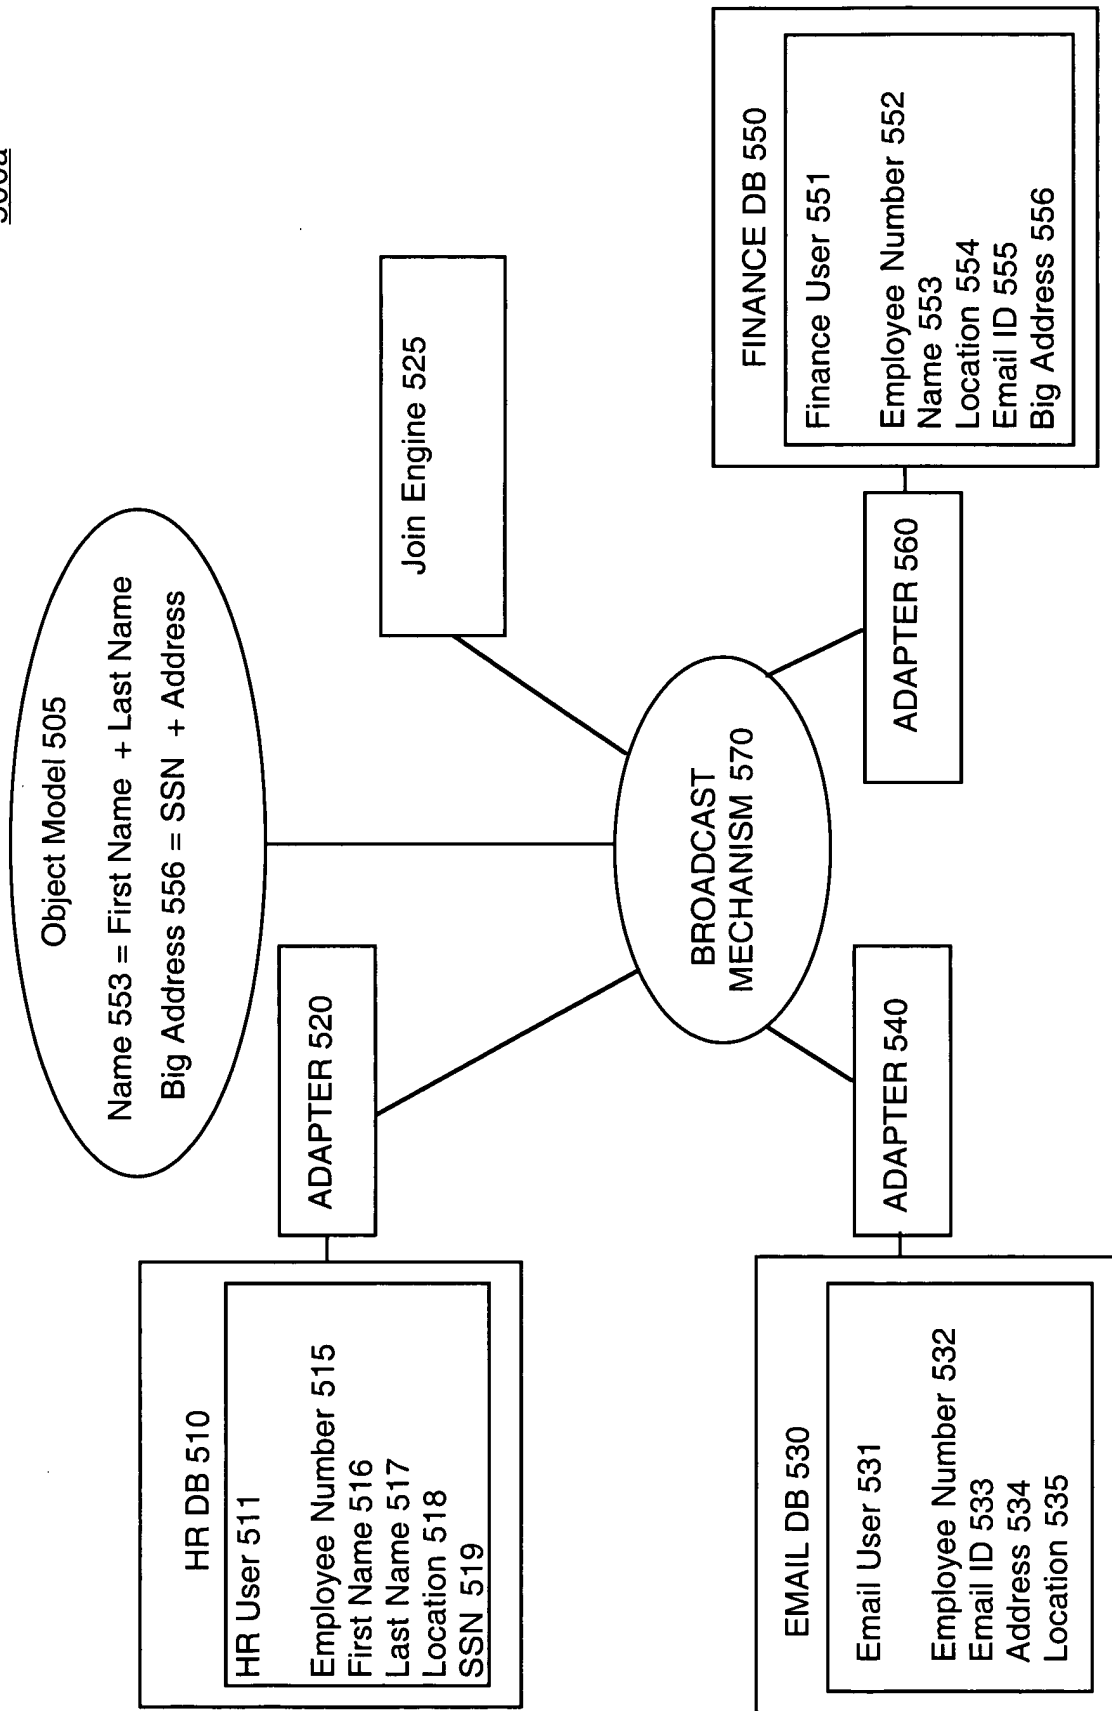 500a
Object Model 505
Name 553 = First Name + Last Name
Big Address 556 = SSN + Address
HR DB 510
HR User 511
Employee Number 515
First Name 516
Last Name 517
Location 518
SSN 519
ADAPTER 520
Join Engine 525
BROADCAST
MECHANISM 570
EMAIL DB 530
Email User 531
Employee Number 532
Email ID 533
Address 534
Location 535
ADAPTER 540
ADAPTER 560
FINANCE DB 550
Finance User 551
Employee Number 552
Name 553
Location 554
Email ID 555
Big Address 556